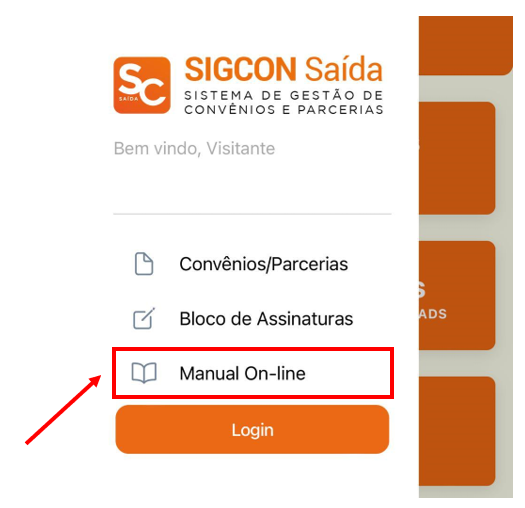 SC
SAÍDA
SIGCON Saída
SISTEMA DE GESTÃO DE
CONVÊNIOS E PARCERIAS
Bem vindo, Visitante
Convênios/Parcerias
Bloco de Assinaturas
Manual On-line
Login
S
ADS